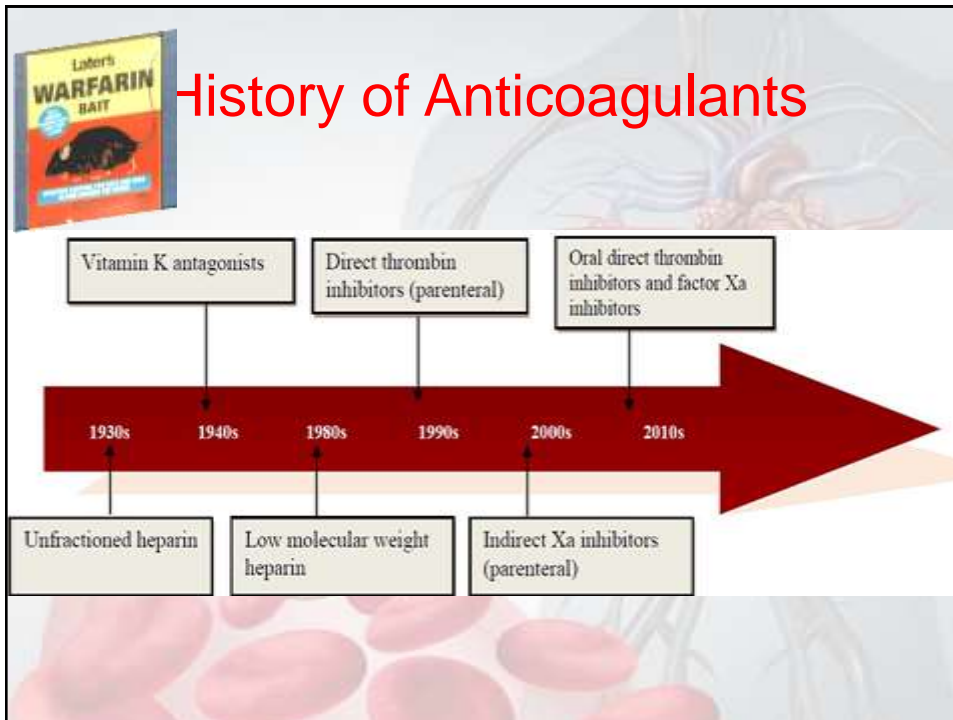 Later's
WARFARIN
BAIT
History of Anticoagulants
Vitamin K antagonists
Direct thrombin
inhibitors (parenteral)
Oral direct thrombin
inhibitors and factor Xa
inhibitors
1930s 1940s 1980s 1990s 2000s 2010s
Unfractioned heparin
Low molecular weight
heparin
Indirect Xa inhibitors
(parenteral)